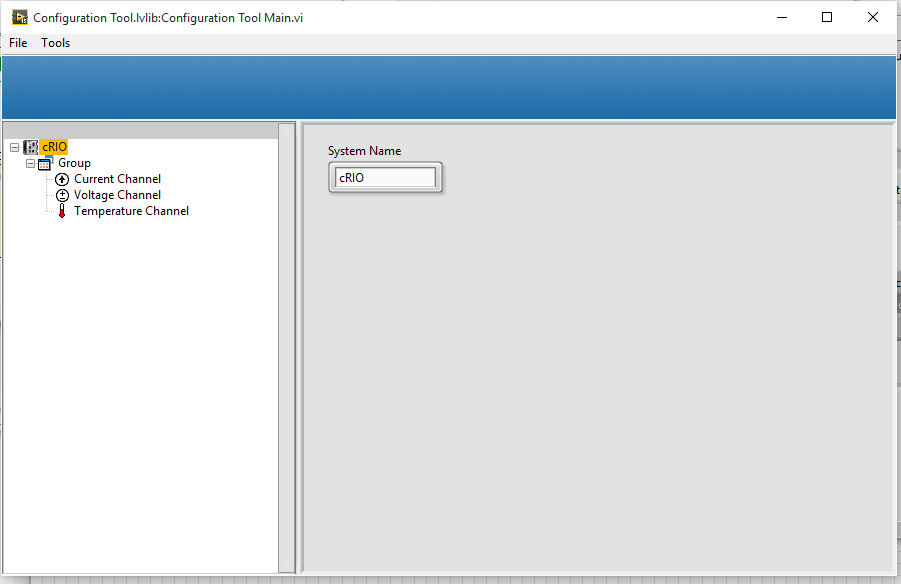 Configuration Tool.lvlib:Configuration Tool Main.vi
File Tools
cRIO
Group
Current Channel
Voltage Channel
Temperature Channel
System Name
cRIO